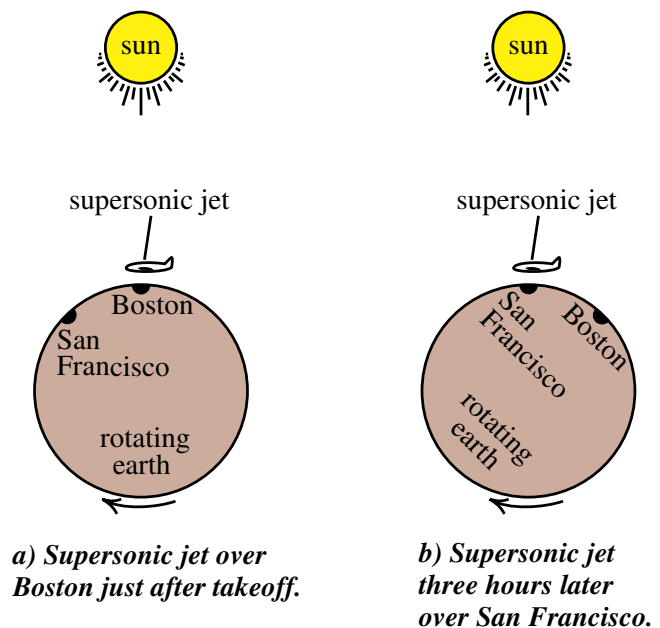 sun
supersonic jet
Boston
San
Francisco
rotating
earth
a) Supersonic jet over
Boston just after takeoff.
sun
supersonic jet
San
Francisco
Boston
rotating
earth
b) Supersonic jet
three hours later
over San Francisco.